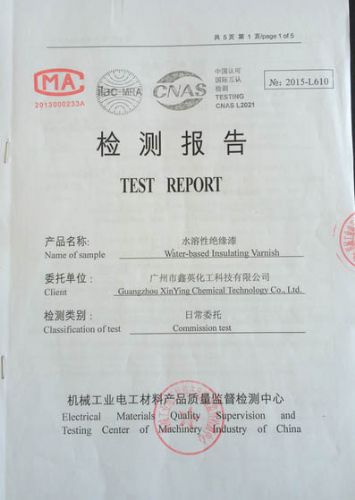 共 5 页 第 1 页/page 1 of 5
MA
2013000233A
ilac-MRA
CNAS
中国认可
国际互认
检测
TESTING
CNAS L2021
№: 2015-L610
检测报告
TEST REPORT
产品名称: 水溶性绝缘漆
Name of sample Water-based Insulating Varnish
委托单位: 广州市鑫英化工科技有限公司
Client Guangzhou XinYing Chemical Technology Co., Ltd.
检测类别: 日常委托
Classification of test Commission test
机械工业电工材料产品质量监督检测中心
Electrical Materials Quality Supervision and
Testing Center of Machinery Industry of China